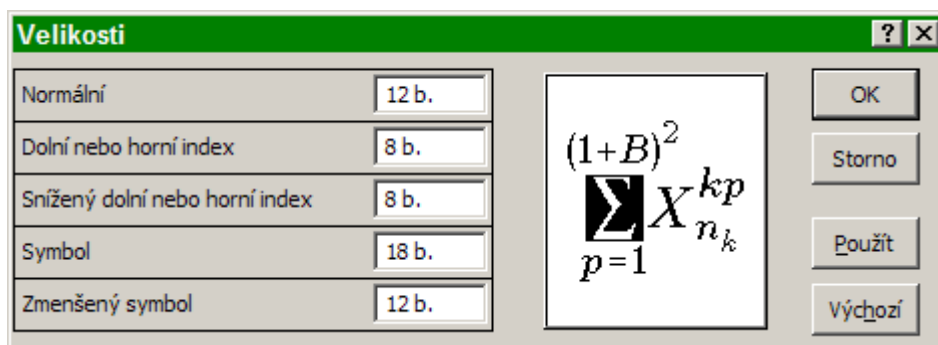 Velikosti
Normální 12 b.
Dolní nebo horní index 8 b.
Snížený dolní nebo horní index 8 b.
Symbol 18 b.
Zmenšený symbol 12 b.
(1+B)²
∑ X kp nk
p=1
OK
Storno
Použít
Výchozí